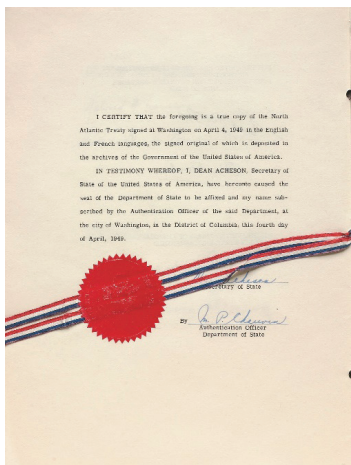 I CERTIFY THAT the foregoing is a true copy of the North
Atlantic Treaty signed at Washington on April 4, 1949 in the English
and French languages, the signed original of which is deposited in
the archives of the Government of the United States of America.
IN TESTIMONY WHEREOF, I, DEAN ACHESON, Secretary of
State of the United States of America, have hereunto caused the
seal of the Department of State to be affixed and my name sub-
scribed by the Authentication Officer of the said Department, at
the city of Washington, in the District of Columbia, this fourth day
of April, 1949.
Acheson
Secretary of State
By M. P. Chauvin
Authentication Officer
Department of State